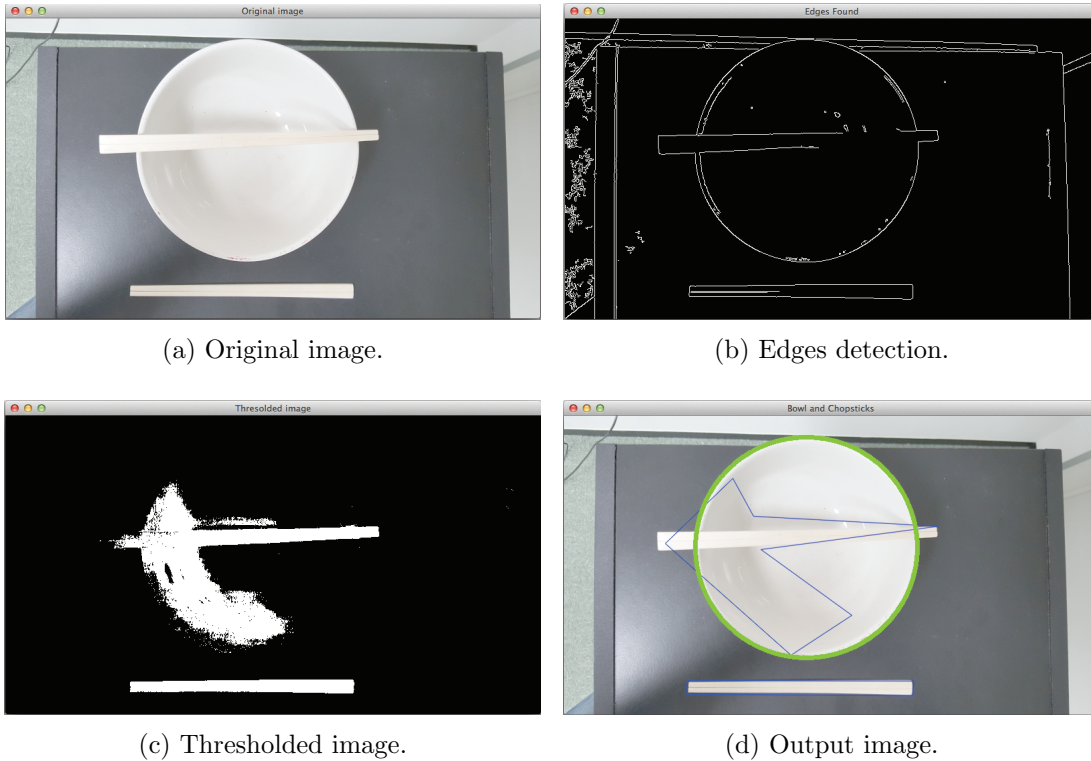 Original image
Edges Found
(a) Original image.
(b) Edges detection.
Thresolded image
Bowl and Chopsticks
(c) Thresholded image.
(d) Output image.